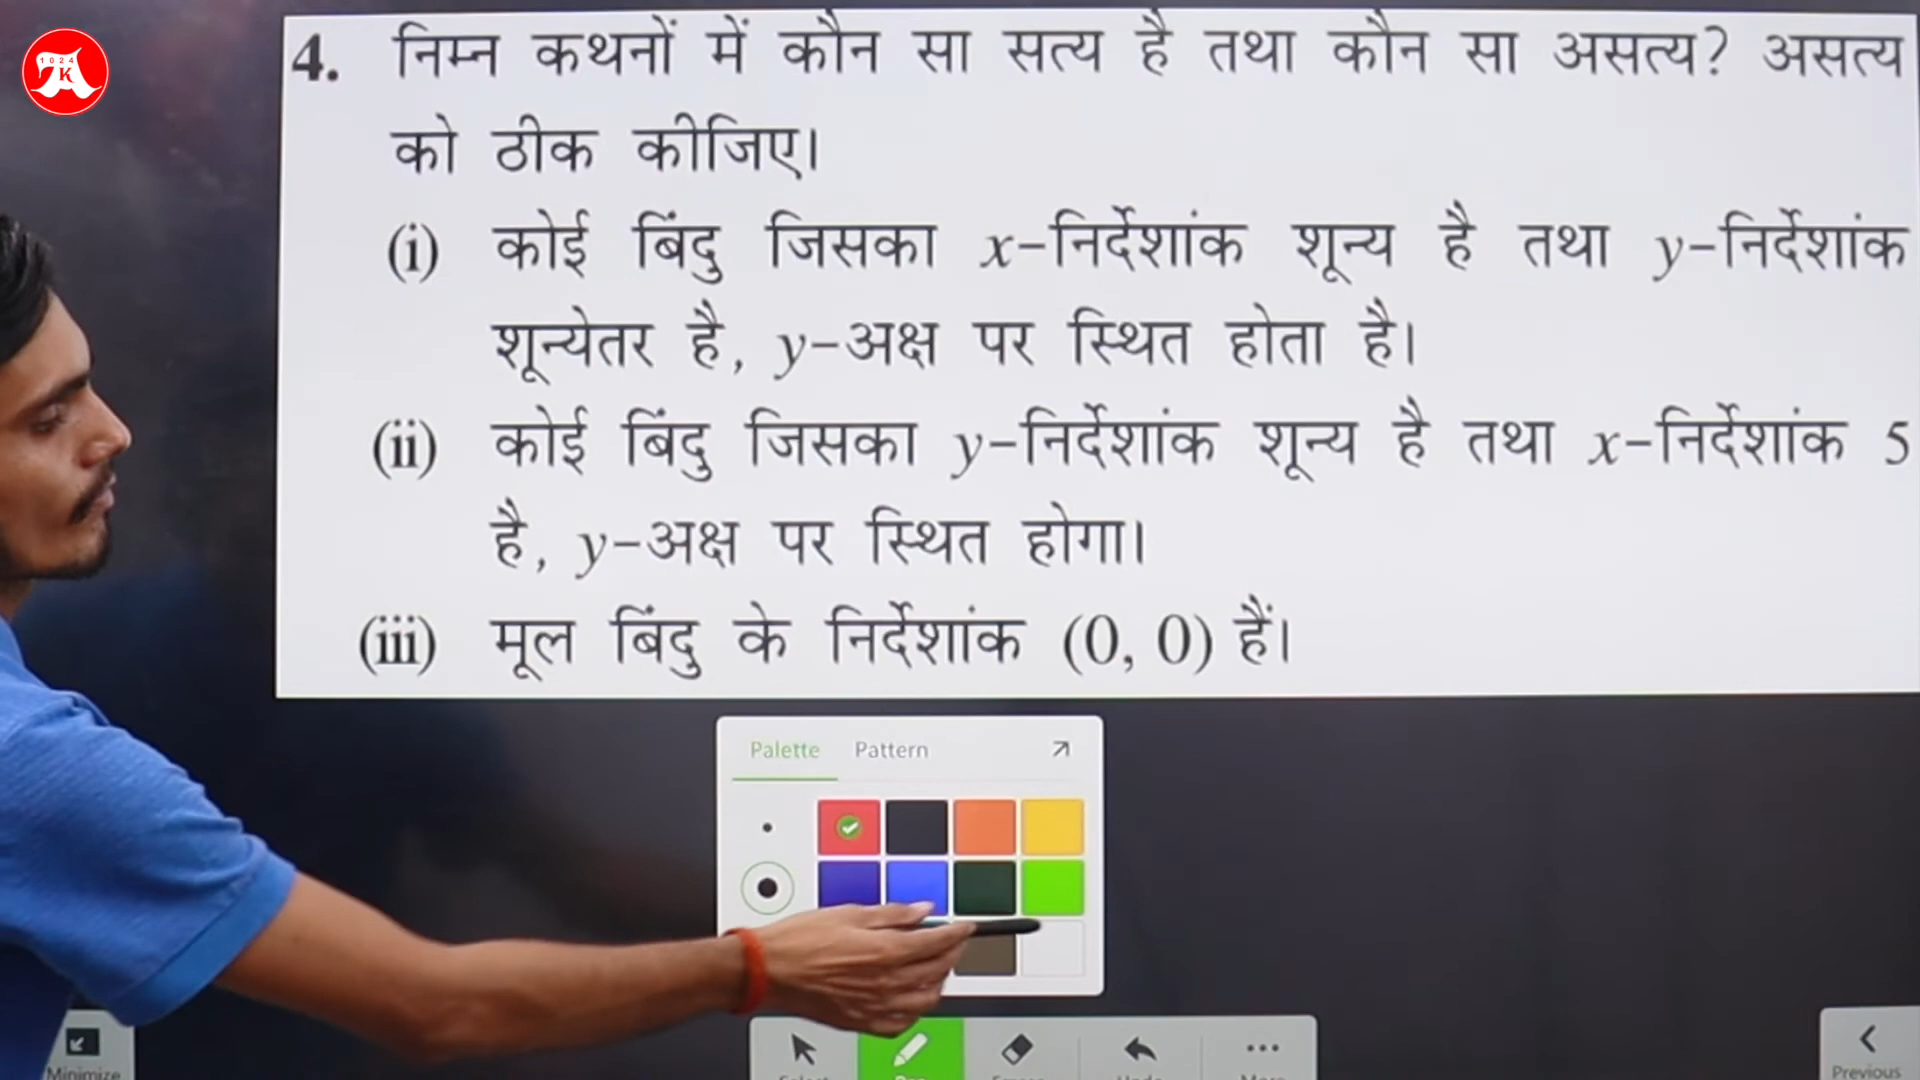 1024
K
4. निम्न कथनों में कौन सा सत्य है तथा कौन सा असत्य? असत्य
को ठीक कीजिए।
(i) कोई बिंदु जिसका x-निर्देशांक शून्य है तथा y-निर्देशांक
शून्येतर है, y-अक्ष पर स्थित होता है।
(ii) कोई बिंदु जिसका y-निर्देशांक शून्य है तथा x-निर्देशांक 5
है, y-अक्ष पर स्थित होगा।
(iii) मूल बिंदु के निर्देशांक (0, 0) हैं।
Palette Pattern
Minimize
Previous